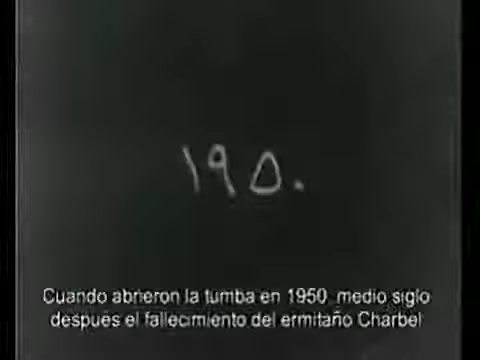 ١٩٥٠
Cuando abrieron la tumba en 1950 medio siglo
después el fallecimiento del ermitaño Charbel